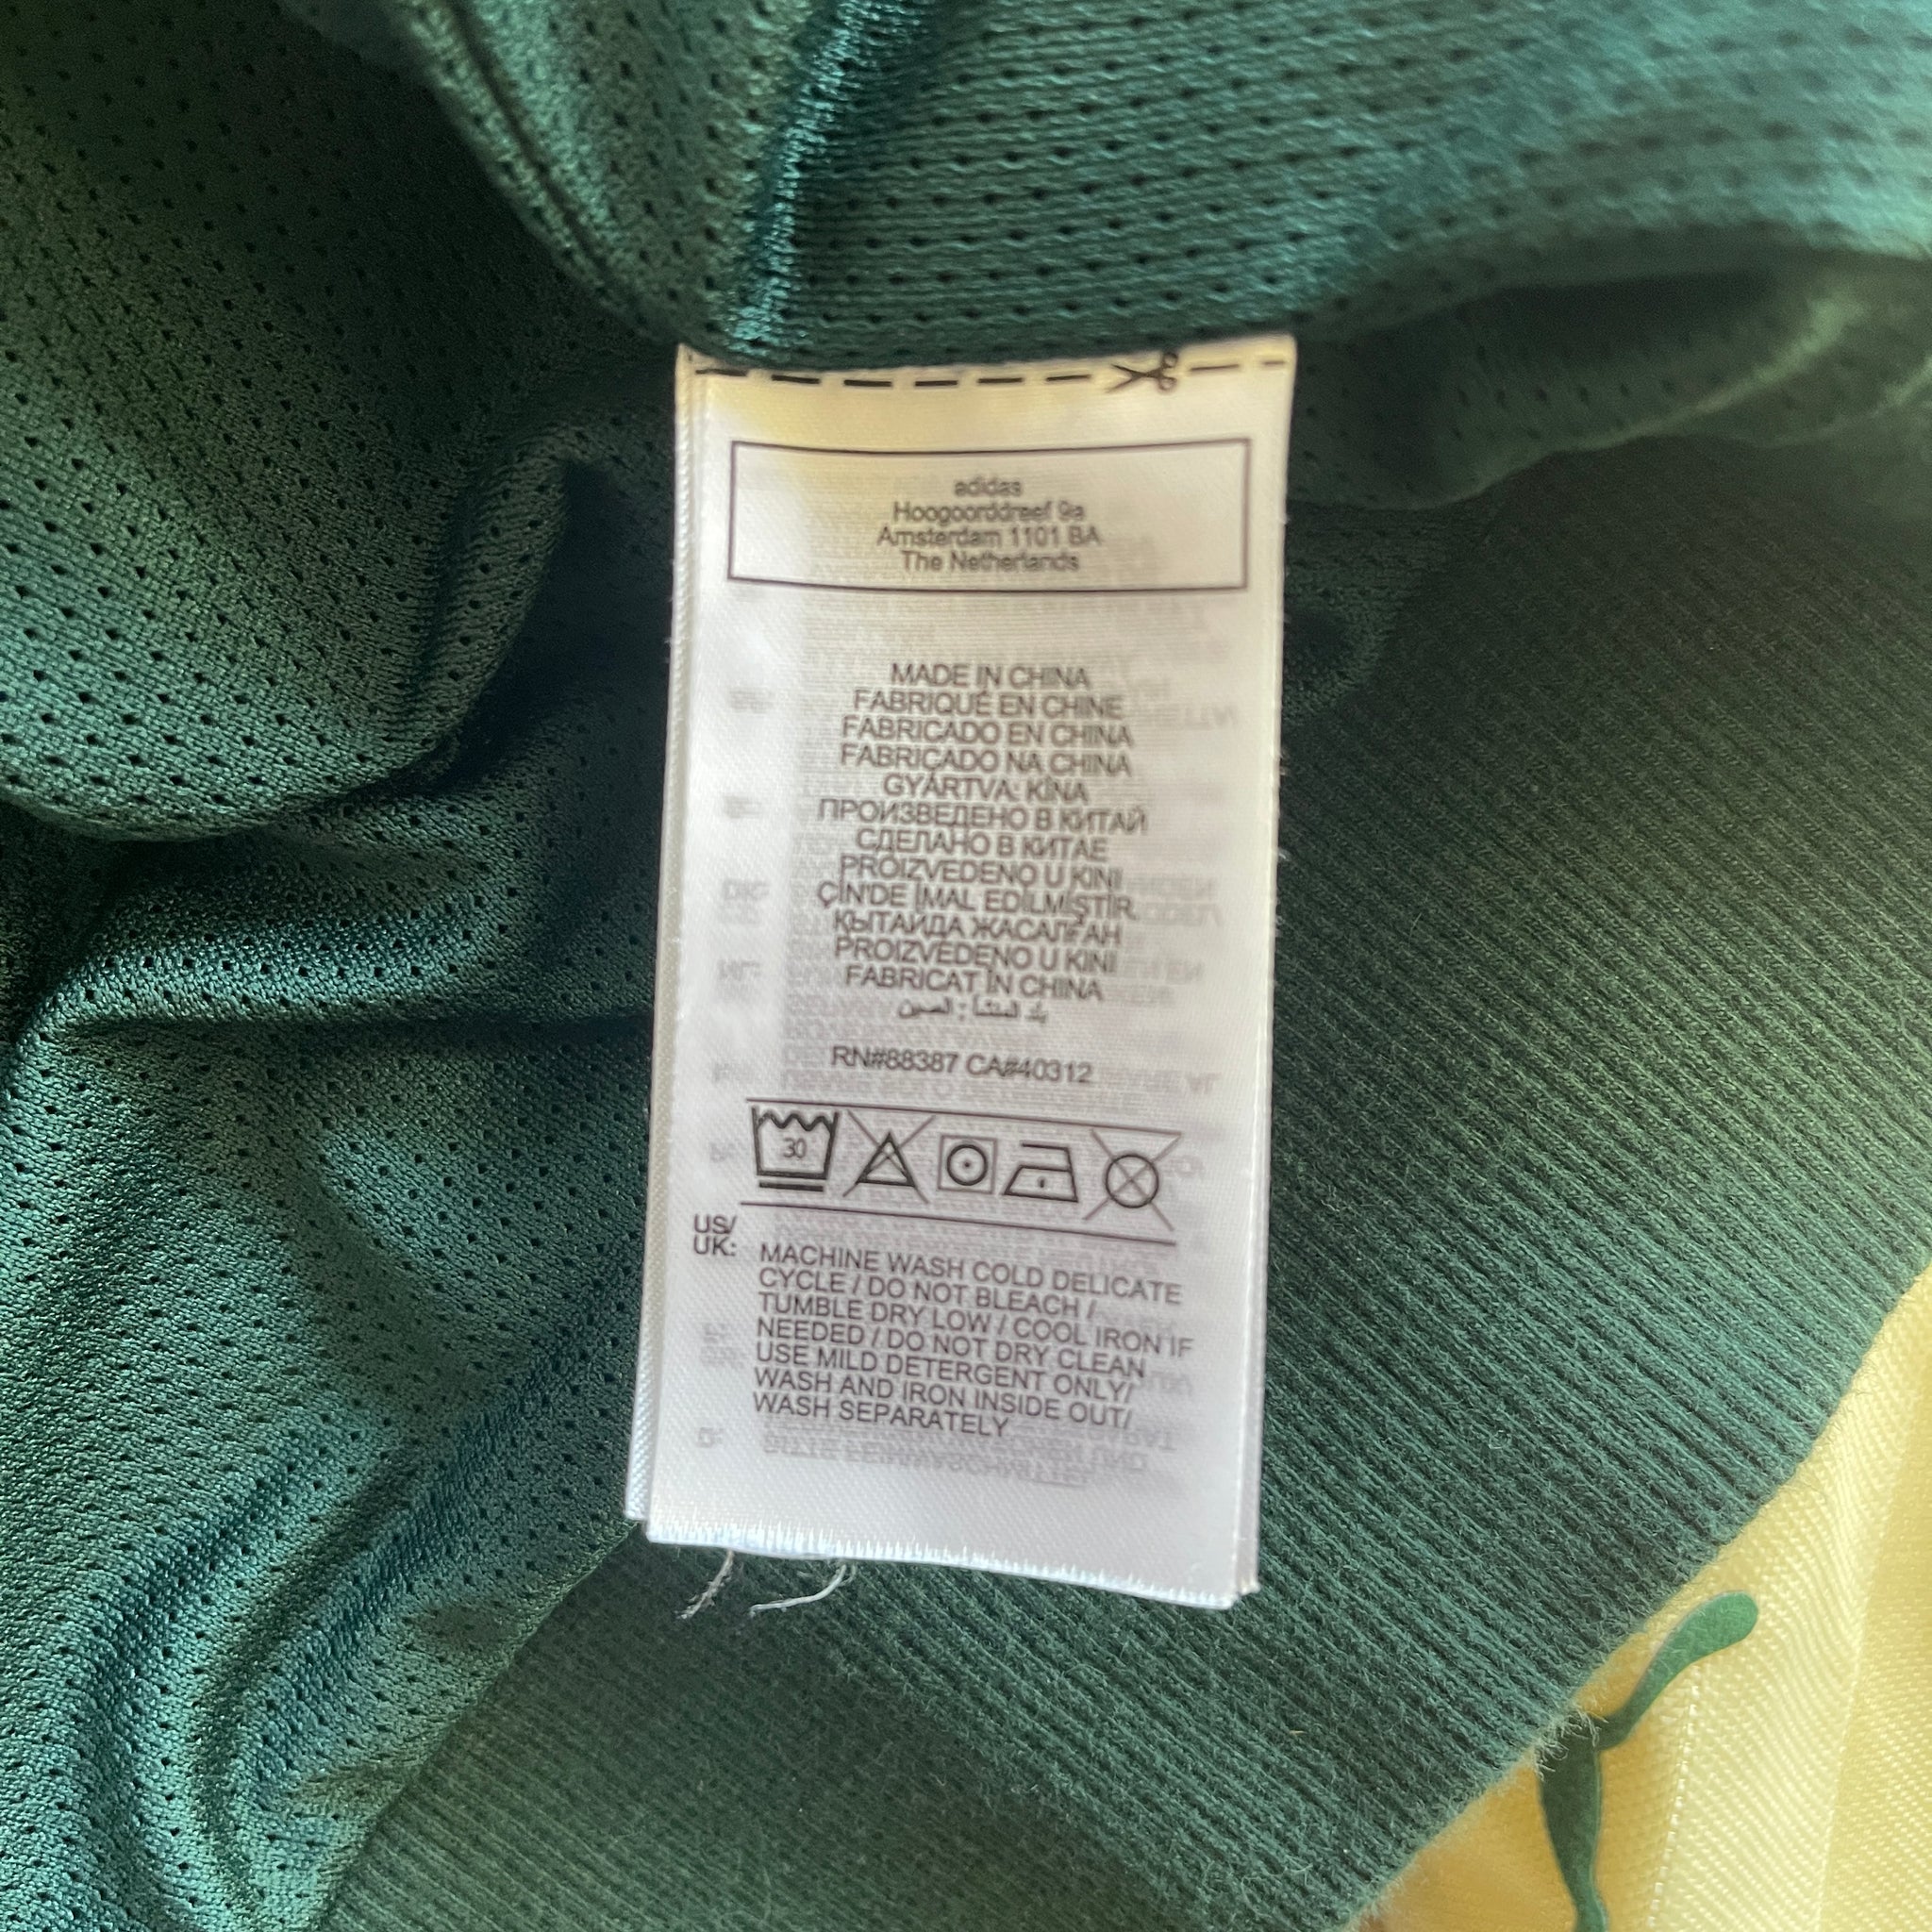 adidas
Hoogoorddreef 9a
Amsterdam 1101 BA
The Netherlands
MADE IN CHINA
FABRIQUÉ EN CHINE
FABRICADO EN CHINA
FABRICADO NA CHINA
GYÁRTVA: KÍNA
ПРОИЗВЕДЕНО В КИТАЙ
СДЕЛАНО В КИТАЕ
PROIZVEDENO U KINI
ÇİN'DE İMAL EDİLMİŞTİR.
ҚЫТАЙДА ЖАСАЛҒАН
PROIZVEDENO U KINI
FABRICAT ÎN CHINA
بلد المنشأ : الصين
RN#88387 CA#40312
30
US/
UK:
MACHINE WASH COLD DELICATE
CYCLE / DO NOT BLEACH /
TUMBLE DRY LOW / COOL IRON IF
NEEDED / DO NOT DRY CLEAN
USE MILD DETERGENT ONLY/
WASH AND IRON INSIDE OUT/
WASH SEPARATELY